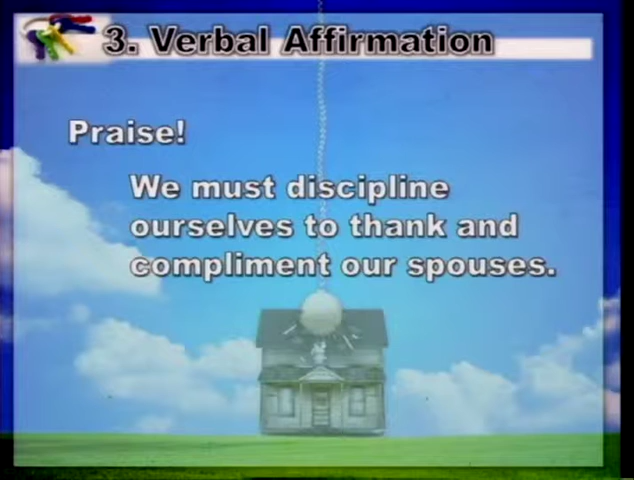 3. Verbal Affirmation
Praise!
We must discipline
ourselves to thank and
compliment our spouses.